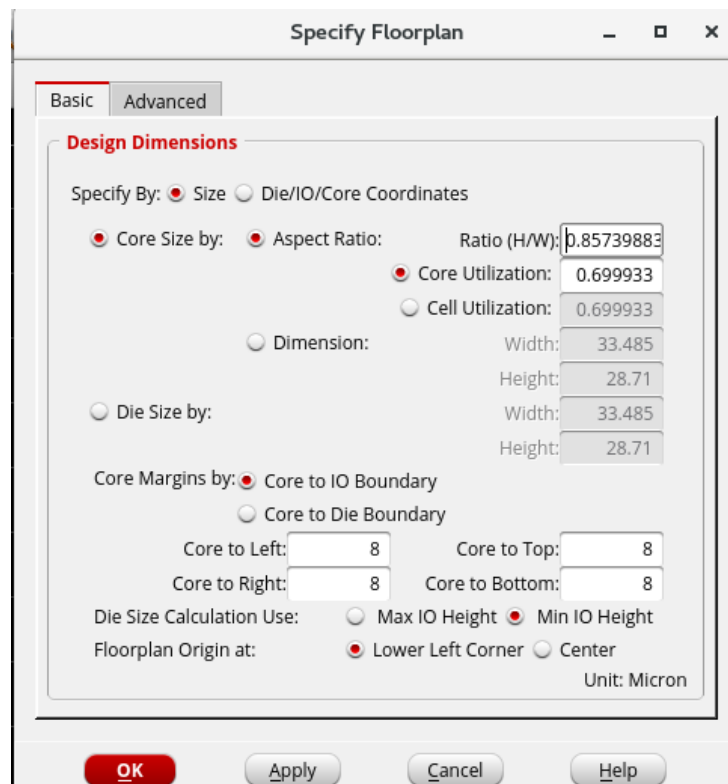 Specify Floorplan
Basic Advanced
Design Dimensions
Specify By: Size Die/IO/Core Coordinates
Core Size by: Aspect Ratio: Ratio (H/W): 0.85739883
Core Utilization: 0.699933
Cell Utilization: 0.699933
Dimension: Width: 33.485
Height: 28.71
Die Size by: Width: 33.485
Height: 28.71
Core Margins by: Core to IO Boundary
Core to Die Boundary
Core to Left: 8 Core to Top: 8
Core to Right: 8 Core to Bottom: 8
Die Size Calculation Use: Max IO Height Min IO Height
Floorplan Origin at: Lower Left Corner Center
Unit: Micron
OK Apply Cancel Help